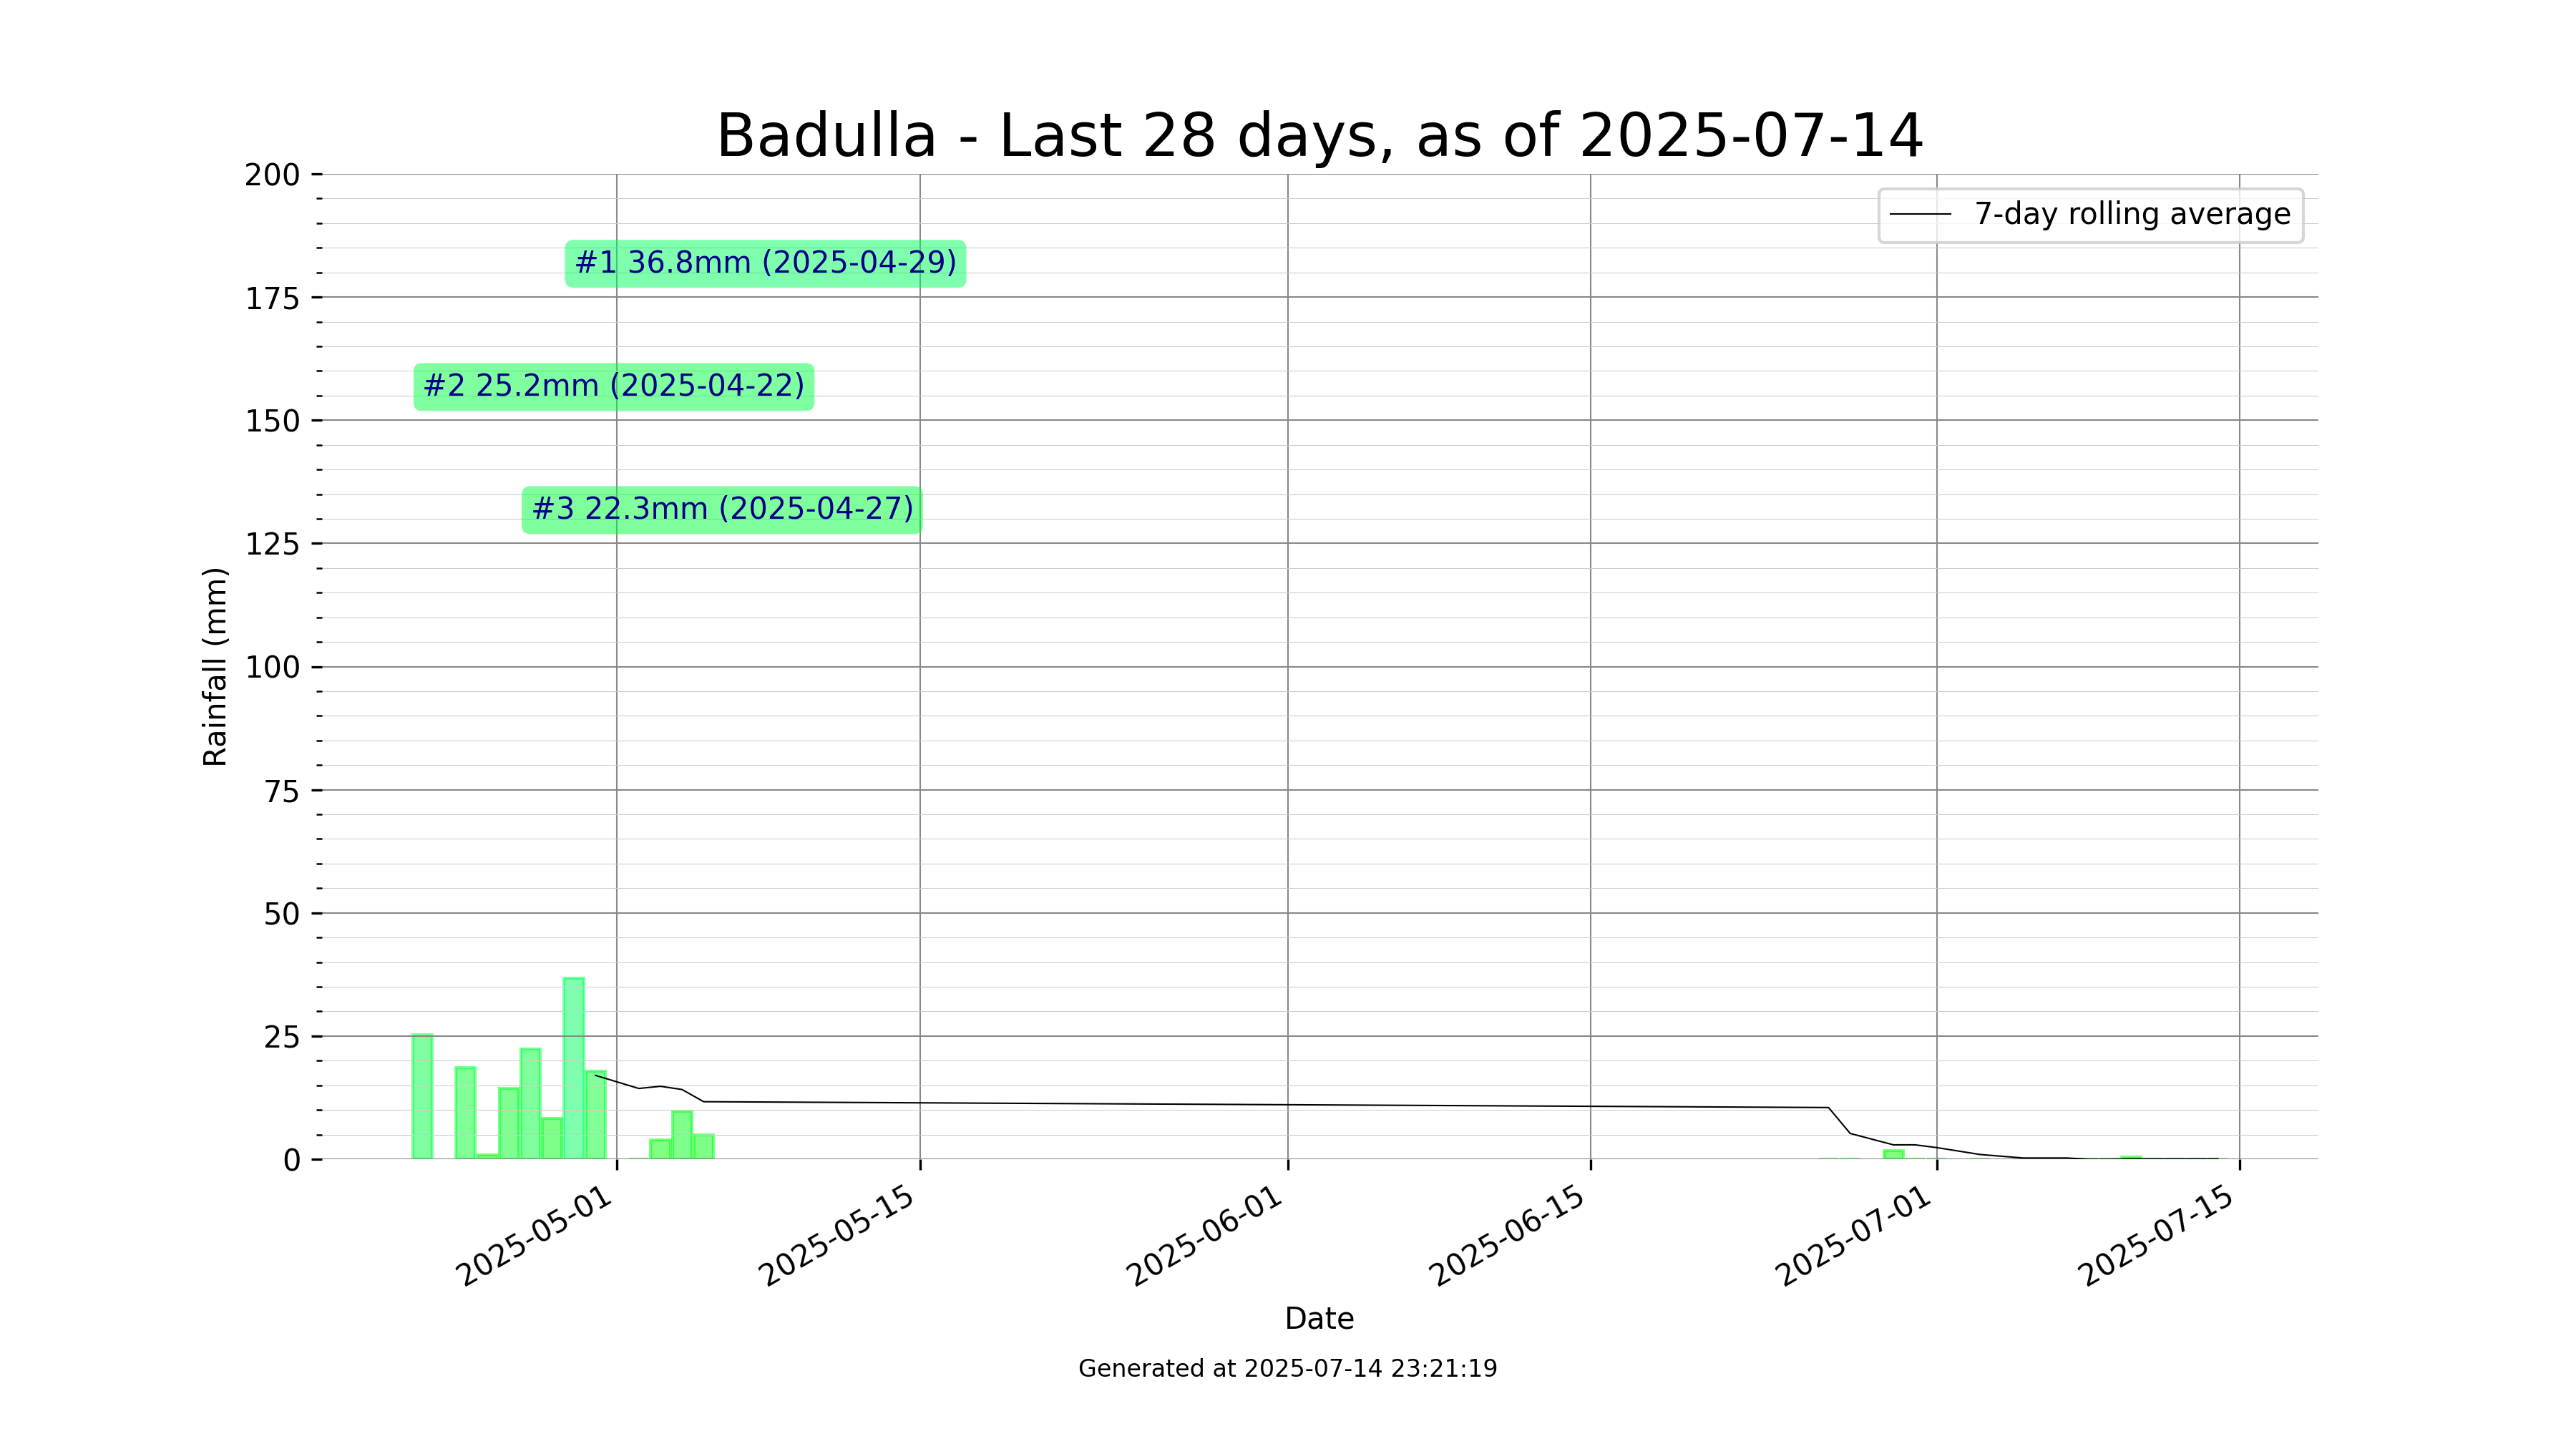 Badulla - Last 28 days, as of 2025-07-14
7-day rolling average
#1 36.8mm (2025-04-29)
#2 25.2mm (2025-04-22)
#3 22.3mm (2025-04-27)
Rainfall (mm)
200
175
150
125
100
75
50
25
0
2025-05-01
2025-05-15
2025-06-01
2025-06-15
2025-07-01
2025-07-15
Date
Generated at 2025-07-14 23:21:19